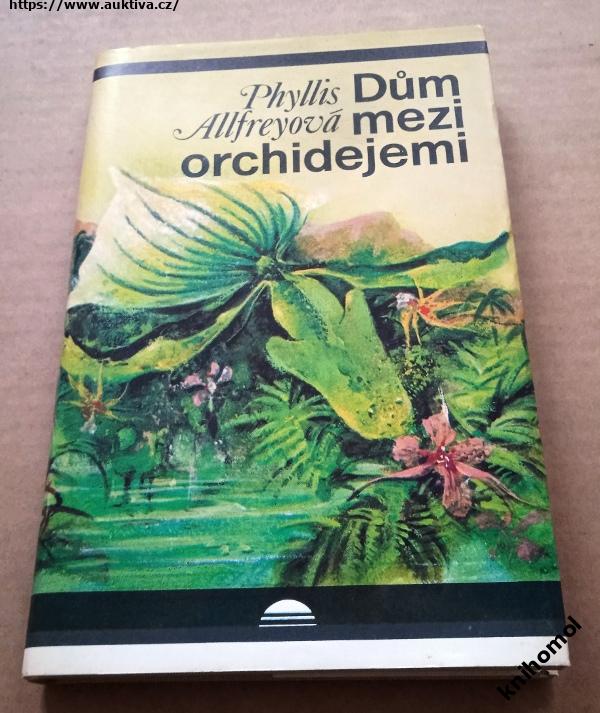 https://www.auktiva.cz/
Phyllis Dům
Allfreyová mezi
orchidejemi
knihomol